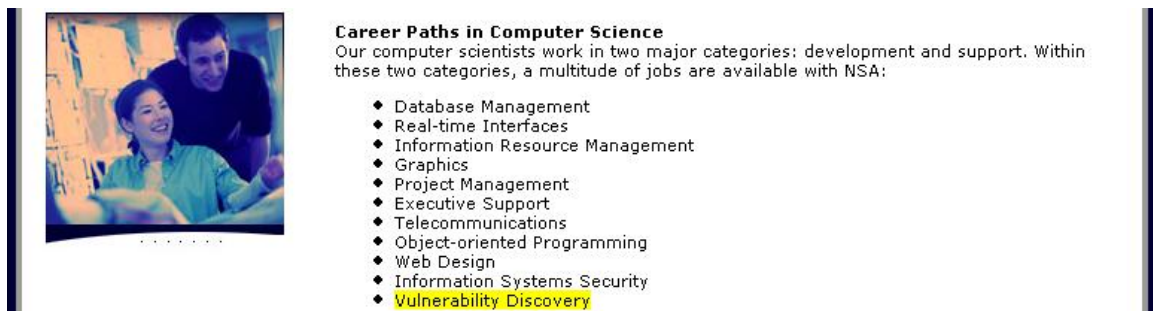 Career Paths in Computer Science
Our computer scientists work in two major categories: development and support. Within
these two categories, a multitude of jobs are available with NSA:
Database Management
Real-time Interfaces
Information Resource Management
Graphics
Project Management
Executive Support
Telecommunications
Object-oriented Programming
Web Design
Information Systems Security
Vulnerability Discovery